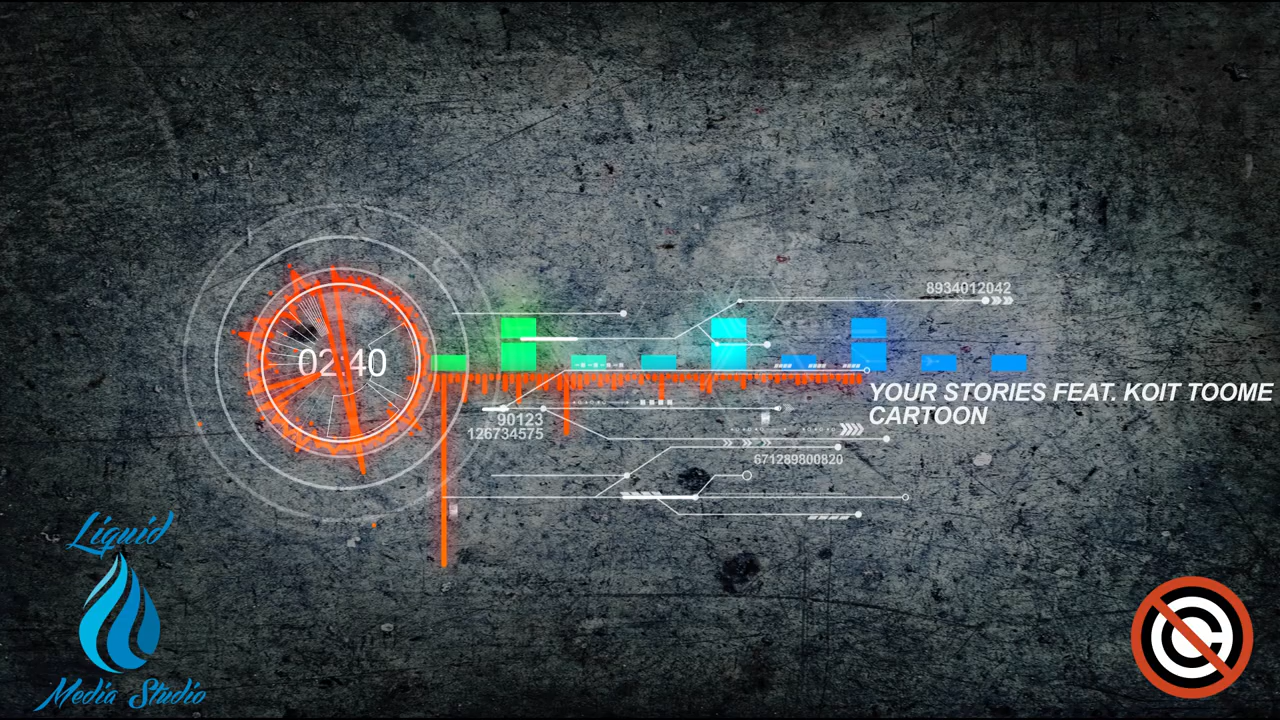 8934012042
02:40
YOUR STORIES FEAT. KOIT TOOME
CARTOON
90123
126734575
671289800820
Liquid
Media Studio